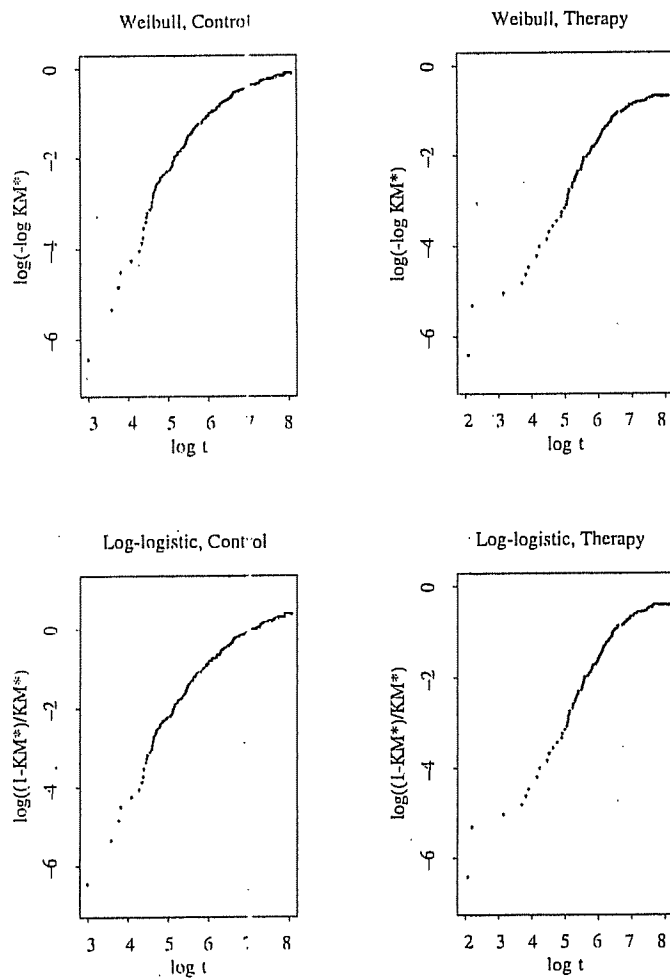 Weibull, Control
log(-log KM*)
0
-2
-4
-6
3 4 5 6 7 8
log t
Weibull, Therapy
log(-log KM*)
0
-2
-4
-6
2 3 4 5 6 7 8
log t
Log-logistic, Control
log((1-KM*)/KM*)
0
-2
-4
-6
3 4 5 6 7 8
log t
Log-logistic, Therapy
log((1-KM*)/KM*)
0
-2
-4
-6
2 3 4 5 6 7 8
log t